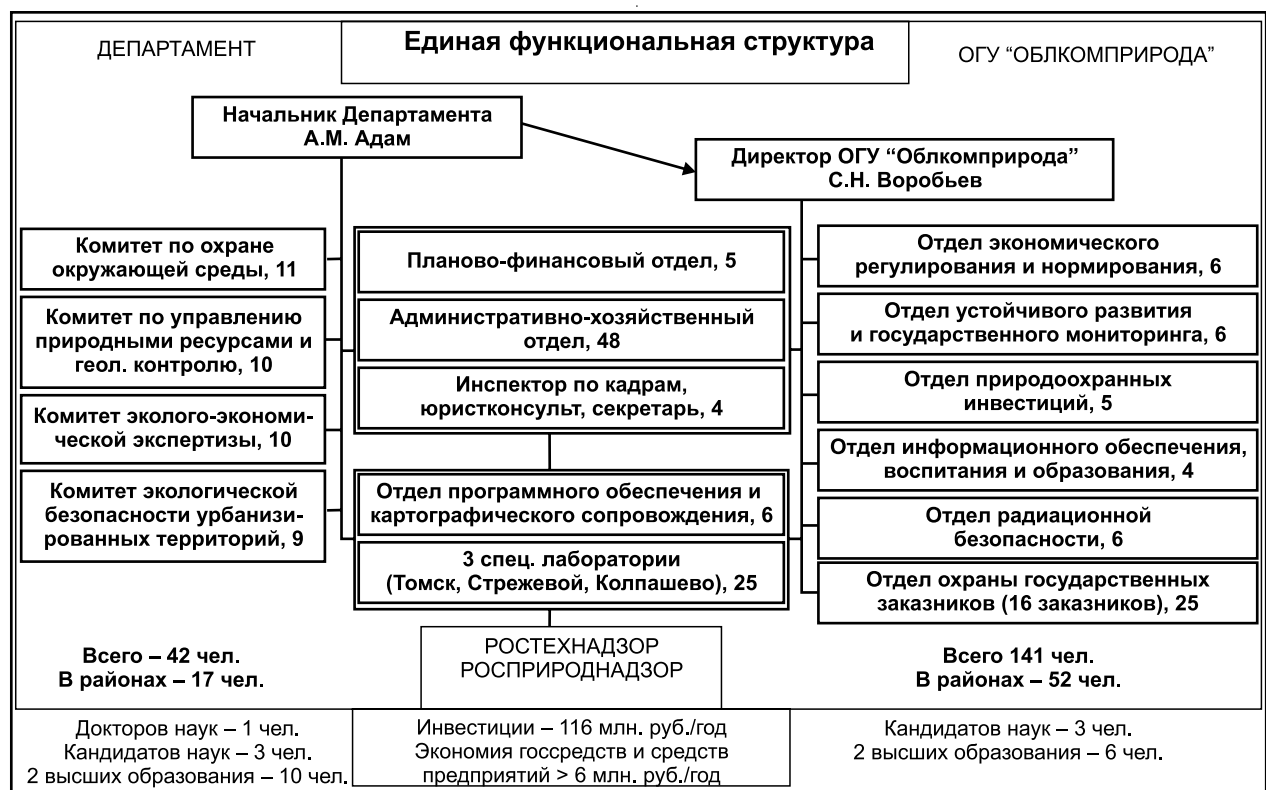 ДЕПАРТАМЕНТ
Единая функциональная структура
ОГУ “ОБЛКОМПРИРОДА”
Начальник Департамента
А.М. Адам
Директор ОГУ “Облкомприрода”
С.Н. Воробьев
Комитет по охране
окружающей среды, 11
Комитет по управлению
природными ресурсами и
геол. контролю, 10
Комитет эколого-экономи-
ческой экспертизы, 10
Комитет экологической
безопасности урбанизи-
рованных территорий, 9
Планово-финансовый отдел, 5
Административно-хозяйственный
отдел, 48
Инспектор по кадрам,
юристконсульт, секретарь, 4
Отдел программного обеспечения и
картографического сопровождения, 6
3 спец. лаборатории
(Томск, Стрежевой, Колпашево), 25
Отдел экономического
регулирования и нормирования, 6
Отдел устойчивого развития
и государственного мониторинга, 6
Отдел природоохранных
инвестиций, 5
Отдел информационного обеспечения,
воспитания и образования, 4
Отдел радиационной
безопасности, 6
Отдел охраны государственных
заказников (16 заказников), 25
Всего – 42 чел.
В районах – 17 чел.
РОСТЕХНАДЗОР
РОСПРИРОДНАДЗОР
Всего 141 чел.
В районах – 52 чел.
Докторов наук – 1 чел.
Кандидатов наук – 3 чел.
2 высших образования – 10 чел.
Инвестиции – 116 млн. руб./год
Экономия госсредств и средств
предприятий > 6 млн. руб./год
Кандидатов наук – 3 чел.
2 высших образования – 6 чел.